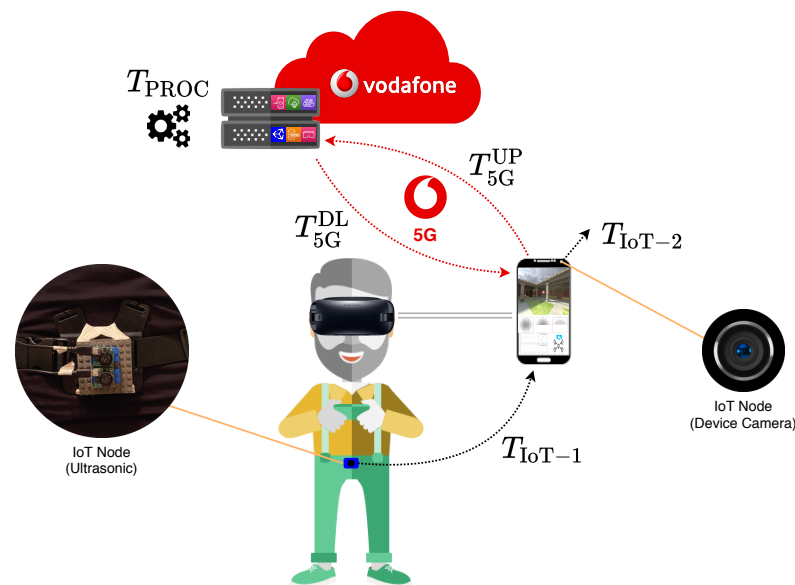 T_PROC
vodafone
T_5G^UP
T_5G^DL
5G
T_IoT−2
IoT Node
(Ultrasonic)
IoT Node
(Device Camera)
T_IoT−1